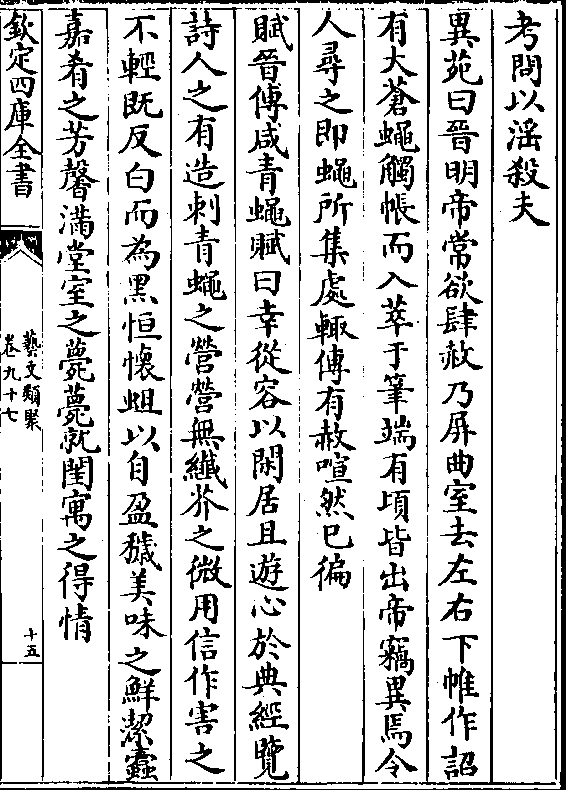 考問以淫殺夫
異苑曰晉明帝常欲肆赦乃屏曲室去左右下帷作詔
有大蒼蠅觸帳而入萃于筆端有頃皆出帝竊異焉令
人尋之即蠅所集處輙傳有赦喧然已徧
賦晉傅咸青蠅賦曰幸從容以閑居且遊心於典經覽
詩人之有造刺青蠅之營營無纖芥之微用信作害之
不輕既反白而為黑恒懷蛆以自盈穢美味之鮮潔蠹
嘉肴之芳馨滿堂室之薨薨就閨寓之得情
欽定四庫全書
藝文類聚
卷九十七
十五